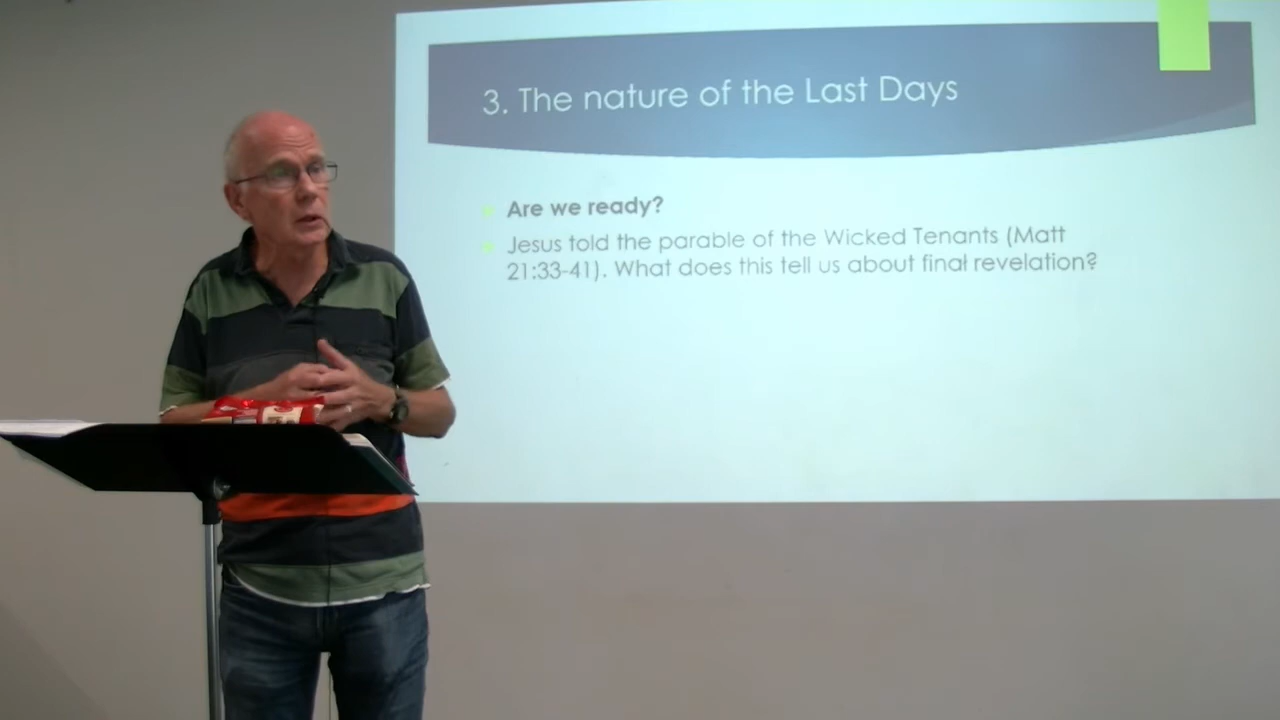 3. The nature of the Last Days
Are we ready?
Jesus told the parable of the Wicked Tenants (Matt
21:33-41). What does this tell us about final revelation?